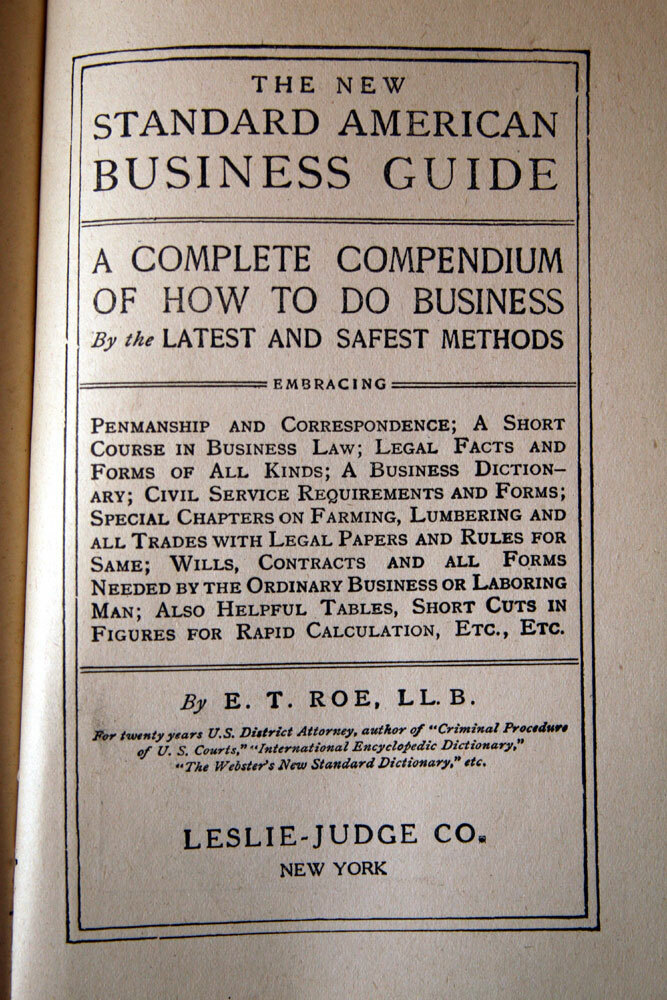 THE NEW
STANDARD AMERICAN
BUSINESS GUIDE
A COMPLETE COMPENDIUM
OF HOW TO DO BUSINESS
By the LATEST AND SAFEST METHODS
EMBRACING
PENMANSHIP AND CORRESPONDENCE; A SHORT
COURSE IN BUSINESS LAW; LEGAL FACTS AND
FORMS OF ALL KINDS; A BUSINESS DICTION-
ARY; CIVIL SERVICE REQUIREMENTS AND FORMS;
SPECIAL CHAPTERS ON FARMING, LUMBERING AND
ALL TRADES WITH LEGAL PAPERS AND RULES FOR
SAME; WILLS, CONTRACTS AND ALL FORMS
NEEDED BY THE ORDINARY BUSINESS OR LABORING
MAN; ALSO HELPFUL TABLES, SHORT CUTS IN
FIGURES FOR RAPID CALCULATION, ETC., ETC.
By E. T. ROE, LL. B.
For twenty years U.S. District Attorney, author of "Criminal Procedure
of U. S. Courts," "International Encyclopedic Dictionary,"
"The Webster's New Standard Dictionary," etc.
LESLIE-JUDGE CO.
NEW YORK